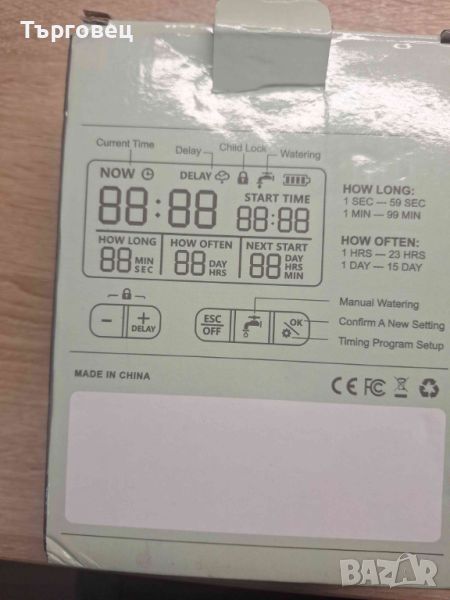 Търговец
Current Time
Delay
Child Lock
Watering
NOW
DELAY
START TIME
88:88
88:88
HOW LONG
88 MIN SEC
HOW OFTEN
88 DAY HRS
NEXT START
88 DAY HRS MIN
HOW LONG:
1 SEC — 59 SEC
1 MIN — 99 MIN
HOW OFTEN:
1 HRS — 23 HRS
1 DAY — 15 DAY
− + DELAY
ESC OFF
OK
Manual Watering
Confirm A New Setting
Timing Program Setup
MADE IN CHINA
CE FC
BAZAR